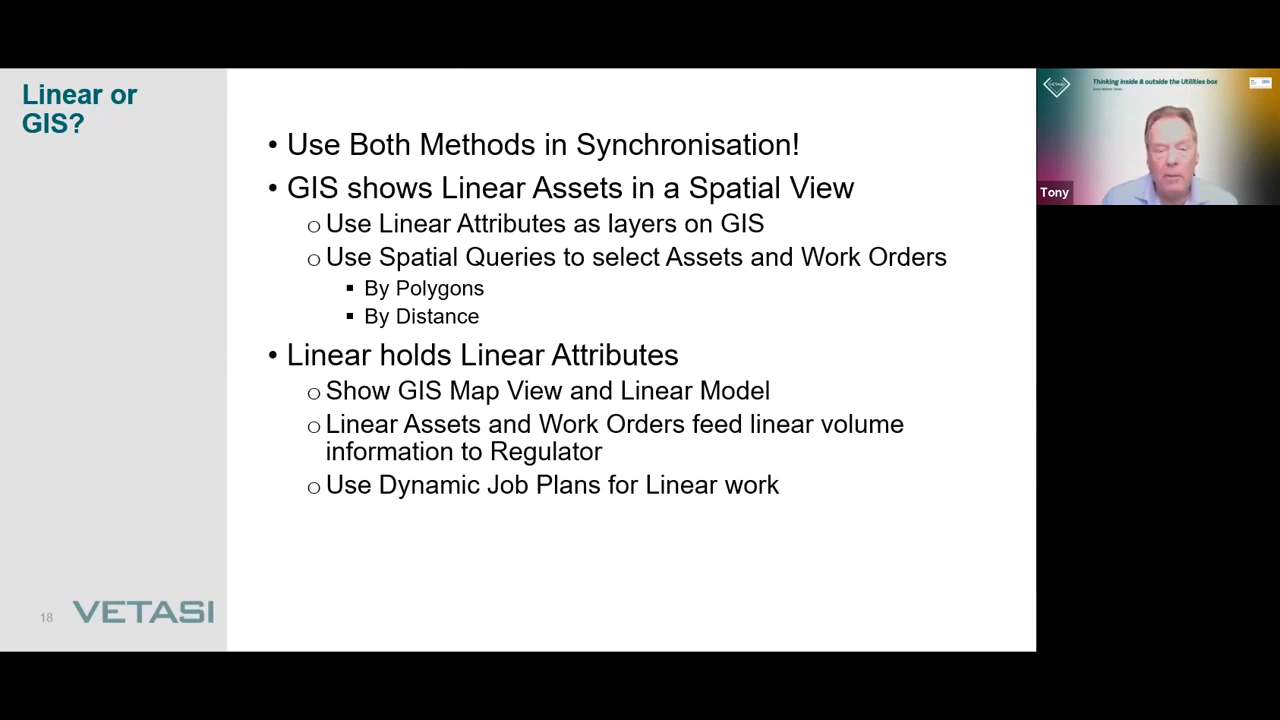 Linear or
GIS?
• Use Both Methods in Synchronisation!
• GIS shows Linear Assets in a Spatial View
o Use Linear Attributes as layers on GIS
o Use Spatial Queries to select Assets and Work Orders
▪ By Polygons
▪ By Distance
• Linear holds Linear Attributes
o Show GIS Map View and Linear Model
o Linear Assets and Work Orders feed linear volume
information to Regulator
o Use Dynamic Job Plans for Linear work
18 VETASI
VETASI
Thinking inside & outside the Utilities box
Tony